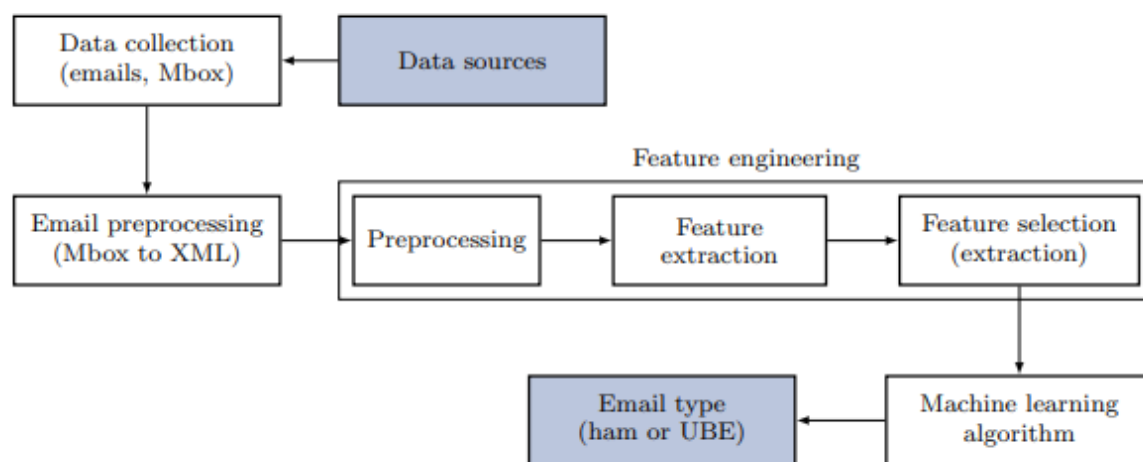 Data collection
(emails, Mbox)
Data sources
Feature engineering
Email preprocessing
(Mbox to XML)
Preprocessing
Feature
extraction
Feature selection
(extraction)
Email type
(ham or UBE)
Machine learning
algorithm